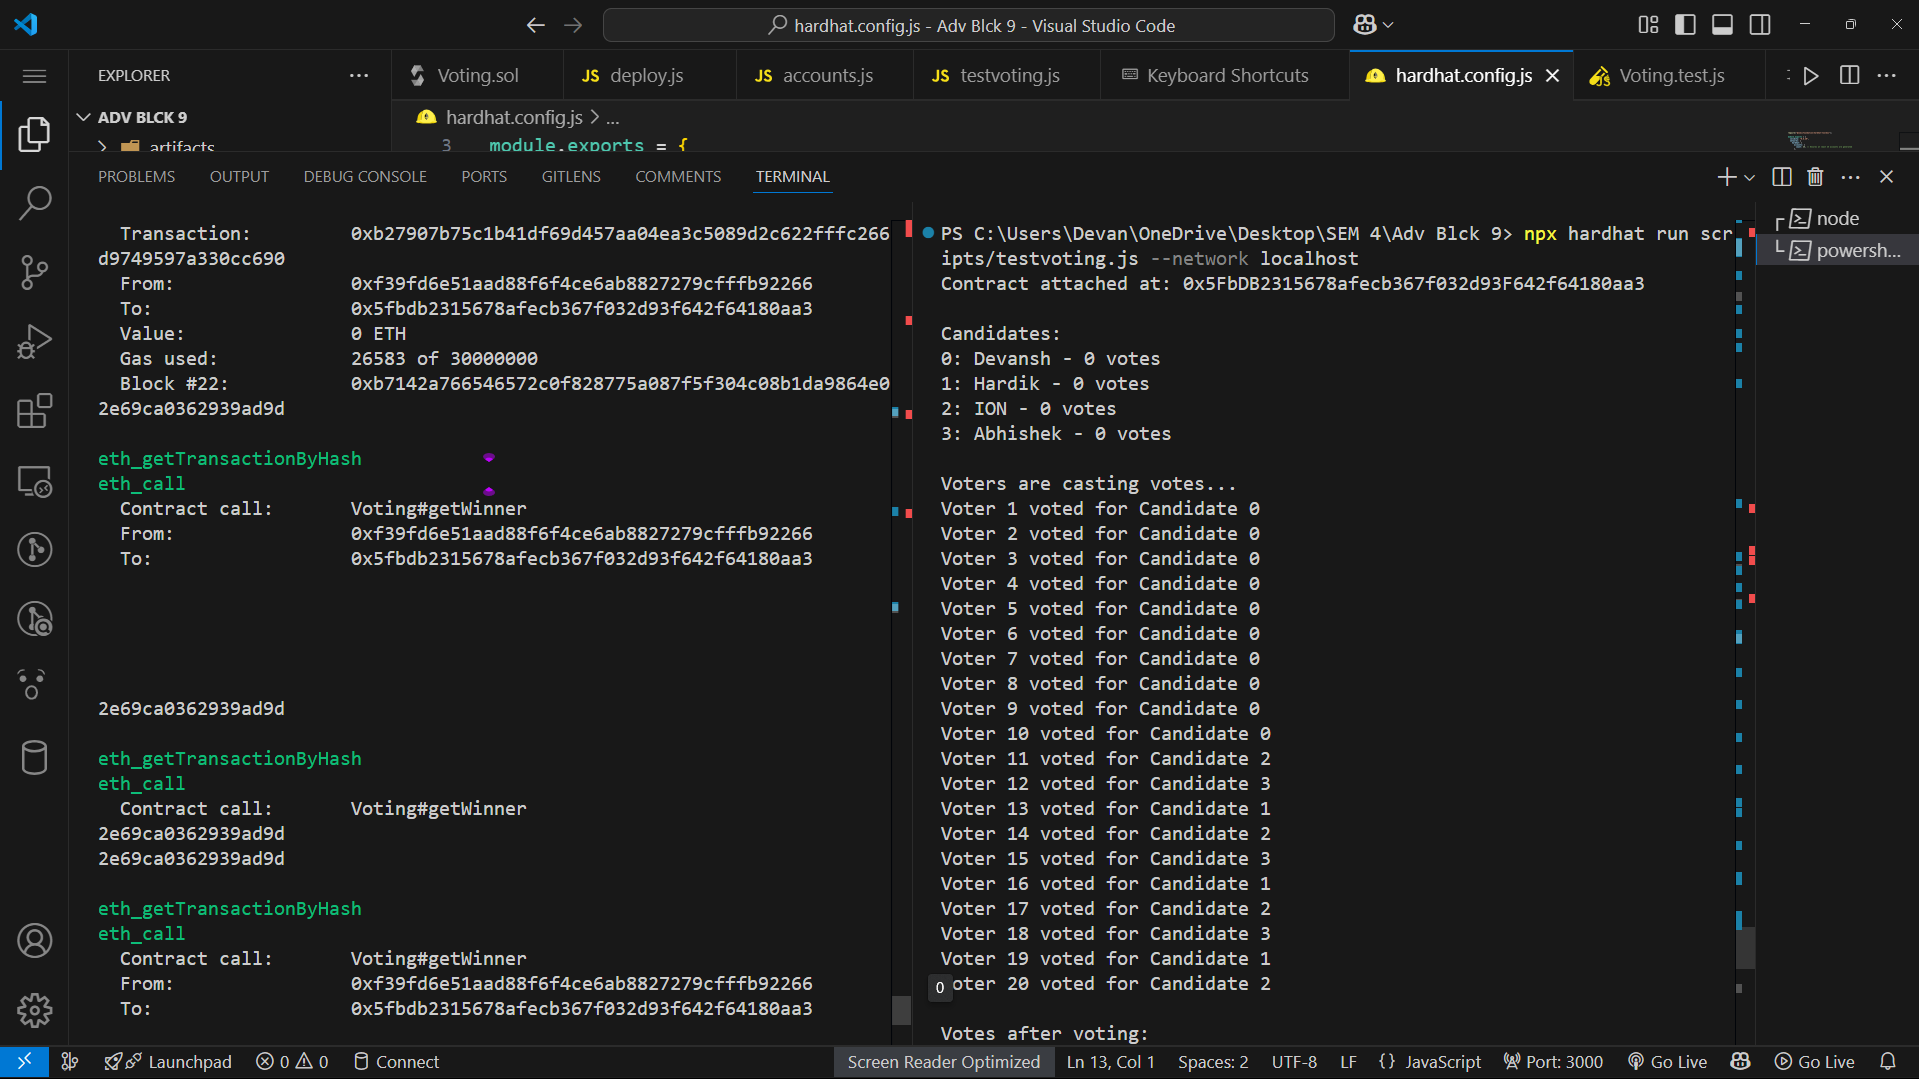 hardhat.config.js - Adv Blck 9 - Visual Studio Code
EXPLORER
Voting.sol
JS deploy.js
JS accounts.js
JS testvoting.js
Keyboard Shortcuts
hardhat.config.js
Voting.test.js
ADV BLCK 9
artifacts
hardhat.config.js > ...
3 module.exports = {
PROBLEMS OUTPUT DEBUG CONSOLE PORTS GITLENS COMMENTS TERMINAL
Transaction: 0xb27907b75c1b41df69d457aa04ea3c5089d2c622fffc266
d9749597a330cc690
From: 0xf39fd6e51aad88f6f4ce6ab8827279cfffb92266
To: 0x5fbdb2315678afecb367f032d93f642f64180aa3
Value: 0 ETH
Gas used: 26583 of 30000000
Block #22: 0xb7142a766546572c0f828775a087f5f304c08b1da9864e0
2e69ca0362939ad9d
eth_getTransactionByHash
eth_call
Contract call: Voting#getWinner
From: 0xf39fd6e51aad88f6f4ce6ab8827279cfffb92266
To: 0x5fbdb2315678afecb367f032d93f642f64180aa3
2e69ca0362939ad9d
eth_getTransactionByHash
eth_call
Contract call: Voting#getWinner
2e69ca0362939ad9d
2e69ca0362939ad9d
eth_getTransactionByHash
eth_call
Contract call: Voting#getWinner
From: 0xf39fd6e51aad88f6f4ce6ab8827279cfffb92266
To: 0x5fbdb2315678afecb367f032d93f642f64180aa3
PS C:\Users\Devan\OneDrive\Desktop\SEM 4\Adv Blck 9> npx hardhat run scr
ipts/testvoting.js --network localhost
Contract attached at: 0x5FbDB2315678afecb367f032d93F642f64180aa3
Candidates:
0: Devansh - 0 votes
1: Hardik - 0 votes
2: ION - 0 votes
3: Abhishek - 0 votes
Voters are casting votes...
Voter 1 voted for Candidate 0
Voter 2 voted for Candidate 0
Voter 3 voted for Candidate 0
Voter 4 voted for Candidate 0
Voter 5 voted for Candidate 0
Voter 6 voted for Candidate 0
Voter 7 voted for Candidate 0
Voter 8 voted for Candidate 0
Voter 9 voted for Candidate 0
Voter 10 voted for Candidate 0
Voter 11 voted for Candidate 2
Voter 12 voted for Candidate 3
Voter 13 voted for Candidate 1
Voter 14 voted for Candidate 2
Voter 15 voted for Candidate 3
Voter 16 voted for Candidate 1
Voter 17 voted for Candidate 2
Voter 18 voted for Candidate 3
Voter 19 voted for Candidate 1
0 oter 20 voted for Candidate 2
Votes after voting:
node
powersh...
Launchpad 0 0 Connect Screen Reader Optimized Ln 13, Col 1 Spaces: 2 UTF-8 LF {} JavaScript Port: 3000 Go Live Go Live